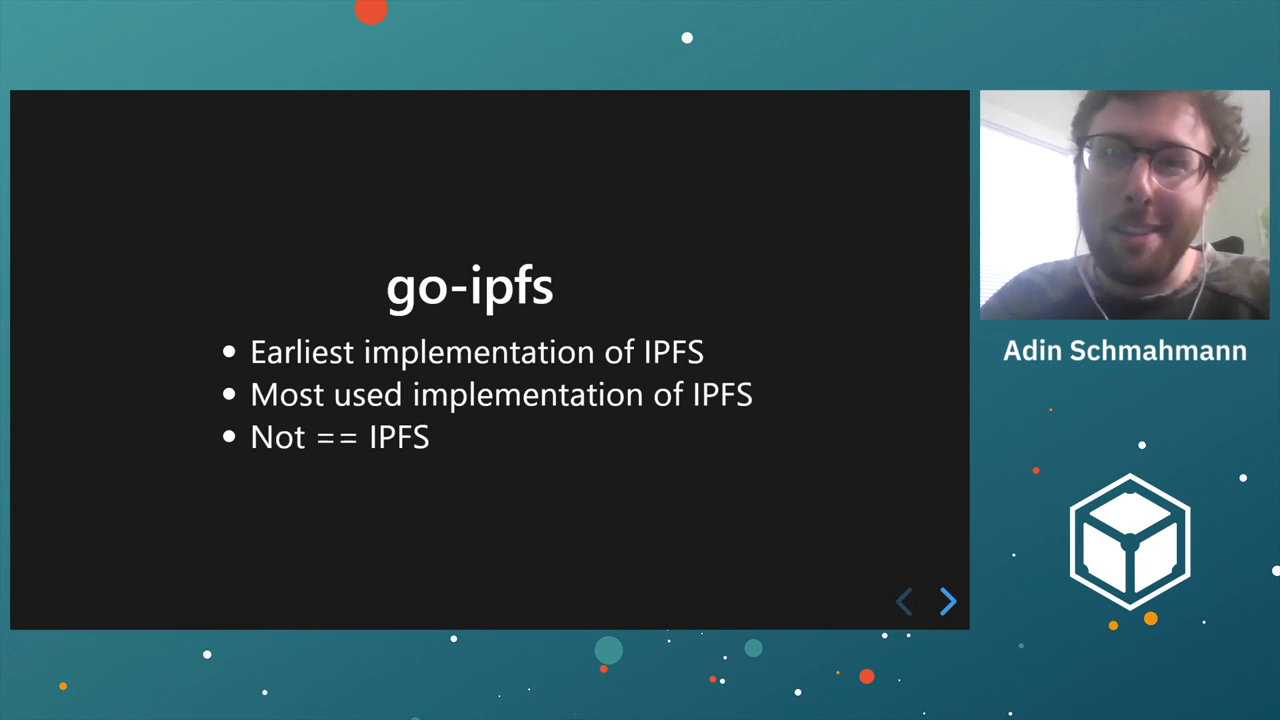 go-ipfs
• Earliest implementation of IPFS
• Most used implementation of IPFS
• Not == IPFS
Adin Schmahmann